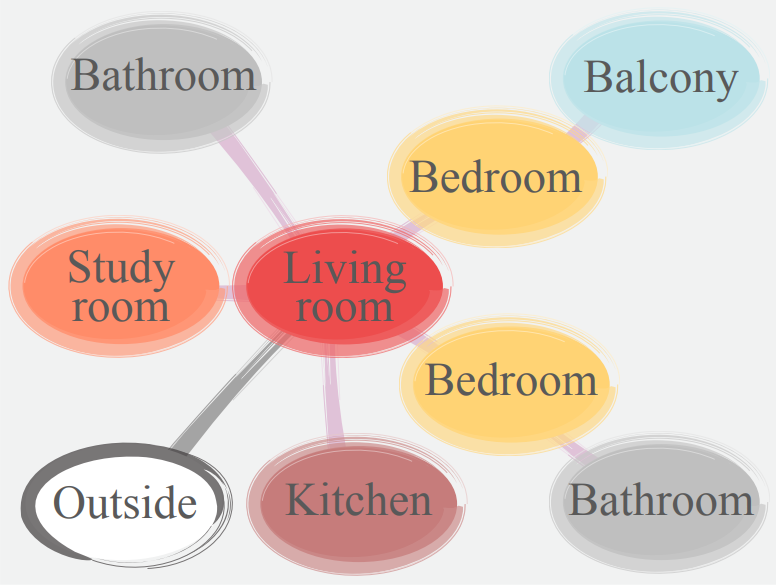 Bathroom
Balcony
Bedroom
Study
room
Living
room
Bedroom
Outside
Kitchen
Bathroom